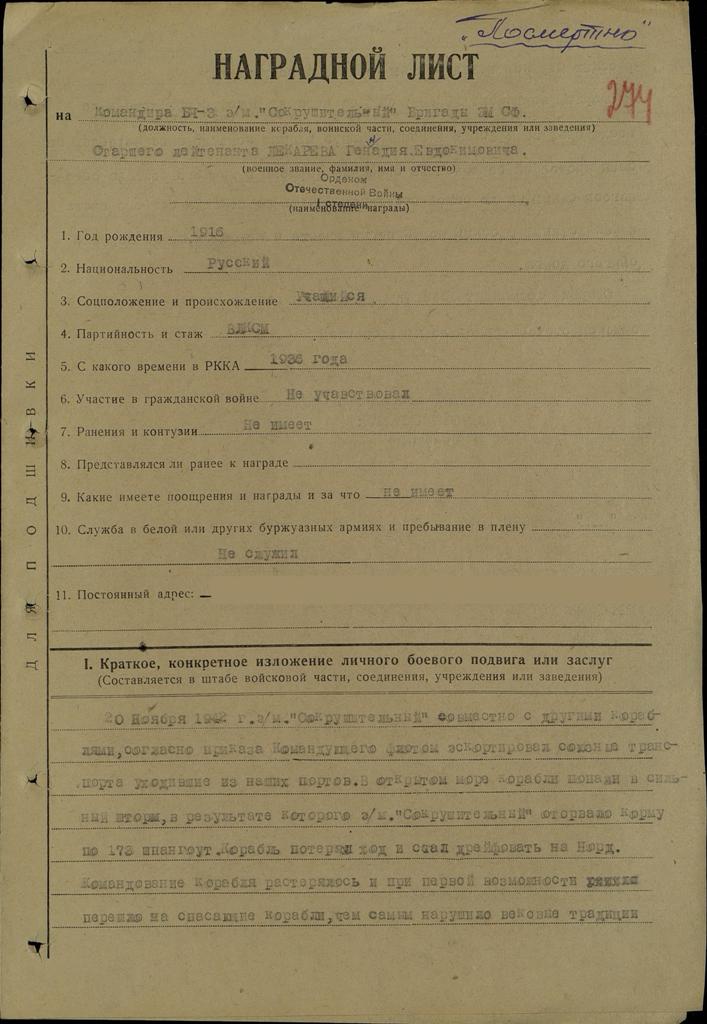 „Посмертно"
НАГРАДНОЙ ЛИСТ
274
на Командира БЧ-3 э/м."Сокрушительный" Бригады ЭМ СФ.
(должность, наименование корабля, воинской части, соединения, учреждения или заведения)
Старшего лейтенанта ЛЕКАРЕВА Генадия.Евдокимовича.
(военное звание, фамилия, имя и отчество)
Орденом
Отечественной Войны
I степени
(наименование награды)
1. Год рождения 1916
2. Национальность Русский
3. Соцположение и происхождение Учащийся
4. Партийность и стаж ВЛКСМ
5. С какого времени в РККА 1936 года
6. Участие в гражданской войне Не учавствовал
7. Ранения и контузии Не имеет
8. Представлялся ли ранее к награде
9. Какие имеете поощрения и награды и за что не имеет
10. Служба в белой или других буржуазных армиях и пребывание в плену
Не служил
11. Постоянный адрес: —
ДЛЯ ПОДШИВКИ
I. Краткое, конкретное изложение личного боевого подвига или заслуг
(Составляется в штабе войсковой части, соединения, учреждения или заведения)
20 Ноября 1942 г.э/м."Сокрушительный" совместно с другими Кораб-
лями,согласно приказа Командующего флотом эскортировал союзные транс-
порта уходившие из наших портов.В открытом море Корабли попали в силь-
ный шторм,в результате Которого э/м."Сокрушительный" оторвало Корму
по 173 шпангоут.Корабль потерял ход и стал дрейфовать на Норд.
Командование Корабля растерялось и при первой возможности
перешло на спасающие корабли,чем самым нарушило вековые традиции